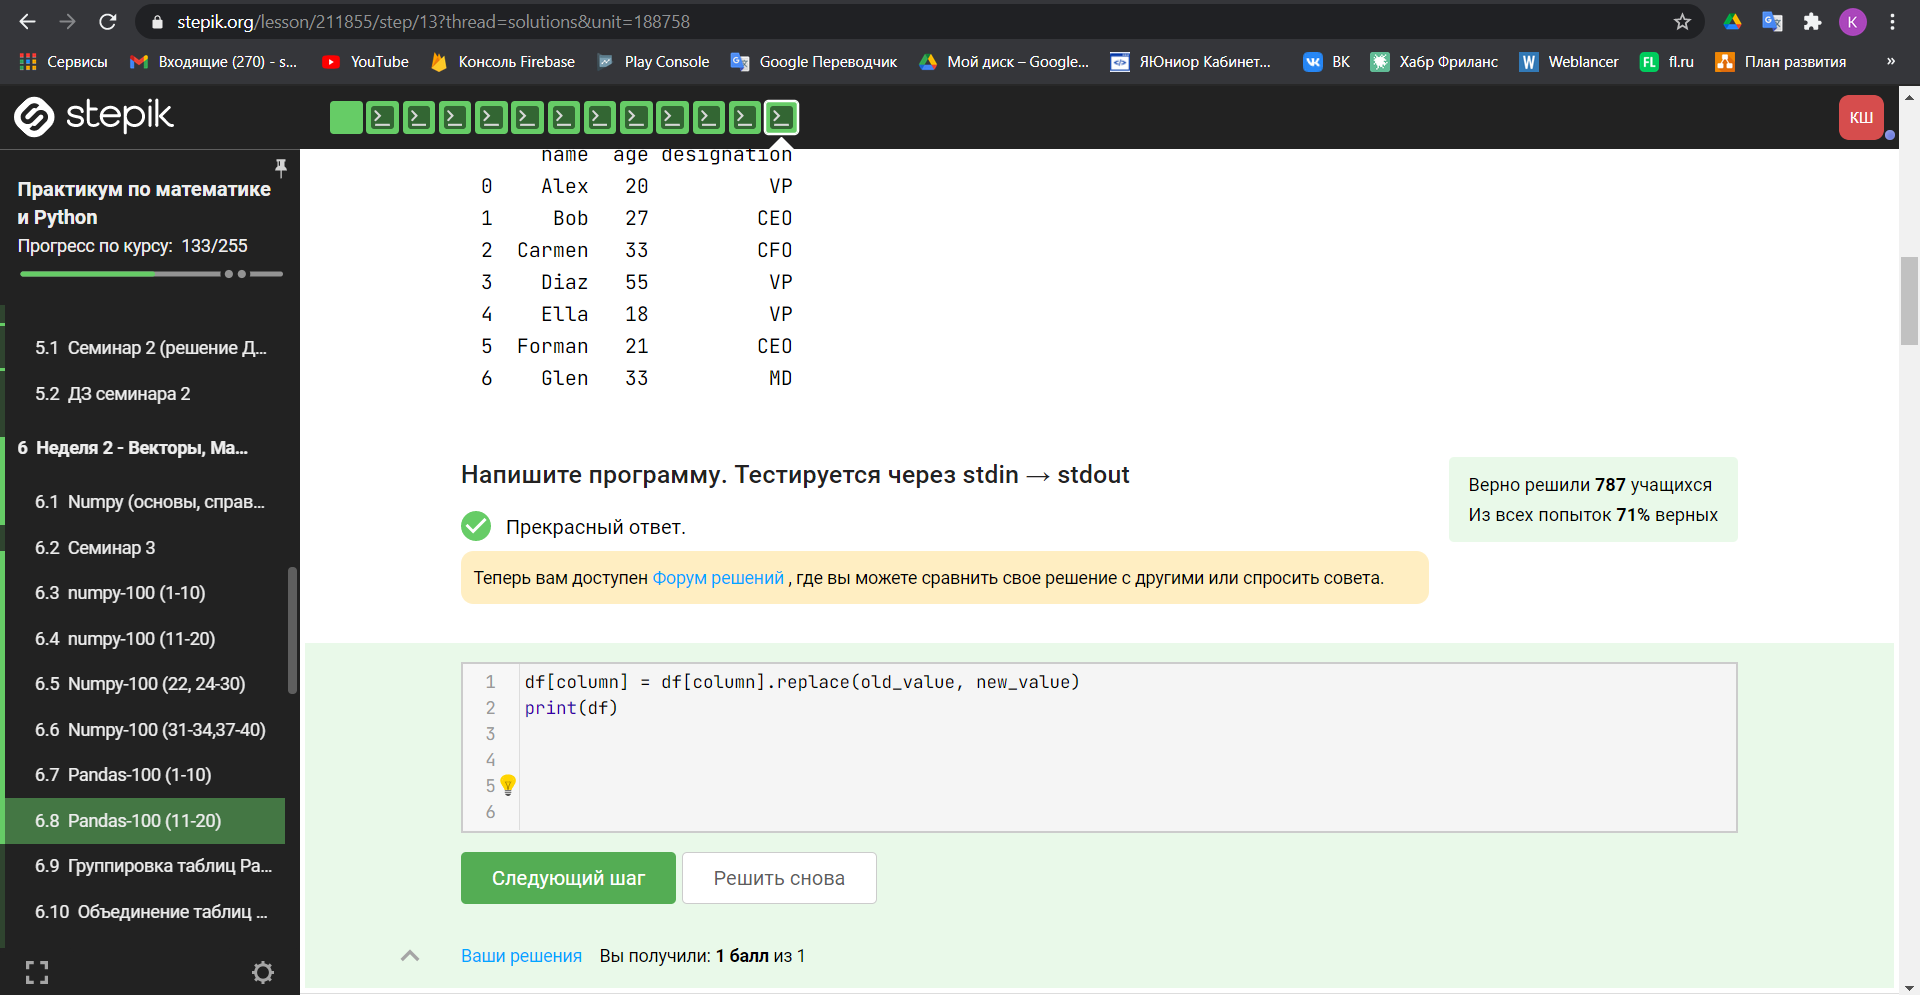 stepik.org/lesson/211855/step/13?thread=solutions&unit=188758
K
Сервисы
Входящие (270) - s...
YouTube
Консоль Firebase
Play Console
Google Переводчик
Мой диск – Google...
ЯЮниор Кабинет...
ВК
Хабр Фриланс
W Weblancer
FL fl.ru
План развития
»
stepik
КШ
Практикум по математике
и Python
Прогресс по курсу: 133/255
5.1 Семинар 2 (решение Д...
5.2 ДЗ семинара 2
6 Неделя 2 - Векторы, Ма...
6.1 Numpy (основы, справ...
6.2 Семинар 3
6.3 numpy-100 (1-10)
6.4 numpy-100 (11-20)
6.5 Numpy-100 (22, 24-30)
6.6 Numpy-100 (31-34,37-40)
6.7 Pandas-100 (1-10)
6.8 Pandas-100 (11-20)
6.9 Группировка таблиц Pa...
6.10 Объединение таблиц ...
name age designation
0 Alex 20 VP
1 Bob 27 CEO
2 Carmen 33 CFO
3 Diaz 55 VP
4 Ella 18 VP
5 Forman 21 CEO
6 Glen 33 MD
Напишите программу. Тестируется через stdin → stdout
Прекрасный ответ.
Теперь вам доступен Форум решений , где вы можете сравнить свое решение с другими или спросить совета.
Верно решили 787 учащихся
Из всех попыток 71% верных
1 df[column] = df[column].replace(old_value, new_value)
2 print(df)
3
4
5
6
Следующий шаг
Решить снова
Ваши решения Вы получили: 1 балл из 1